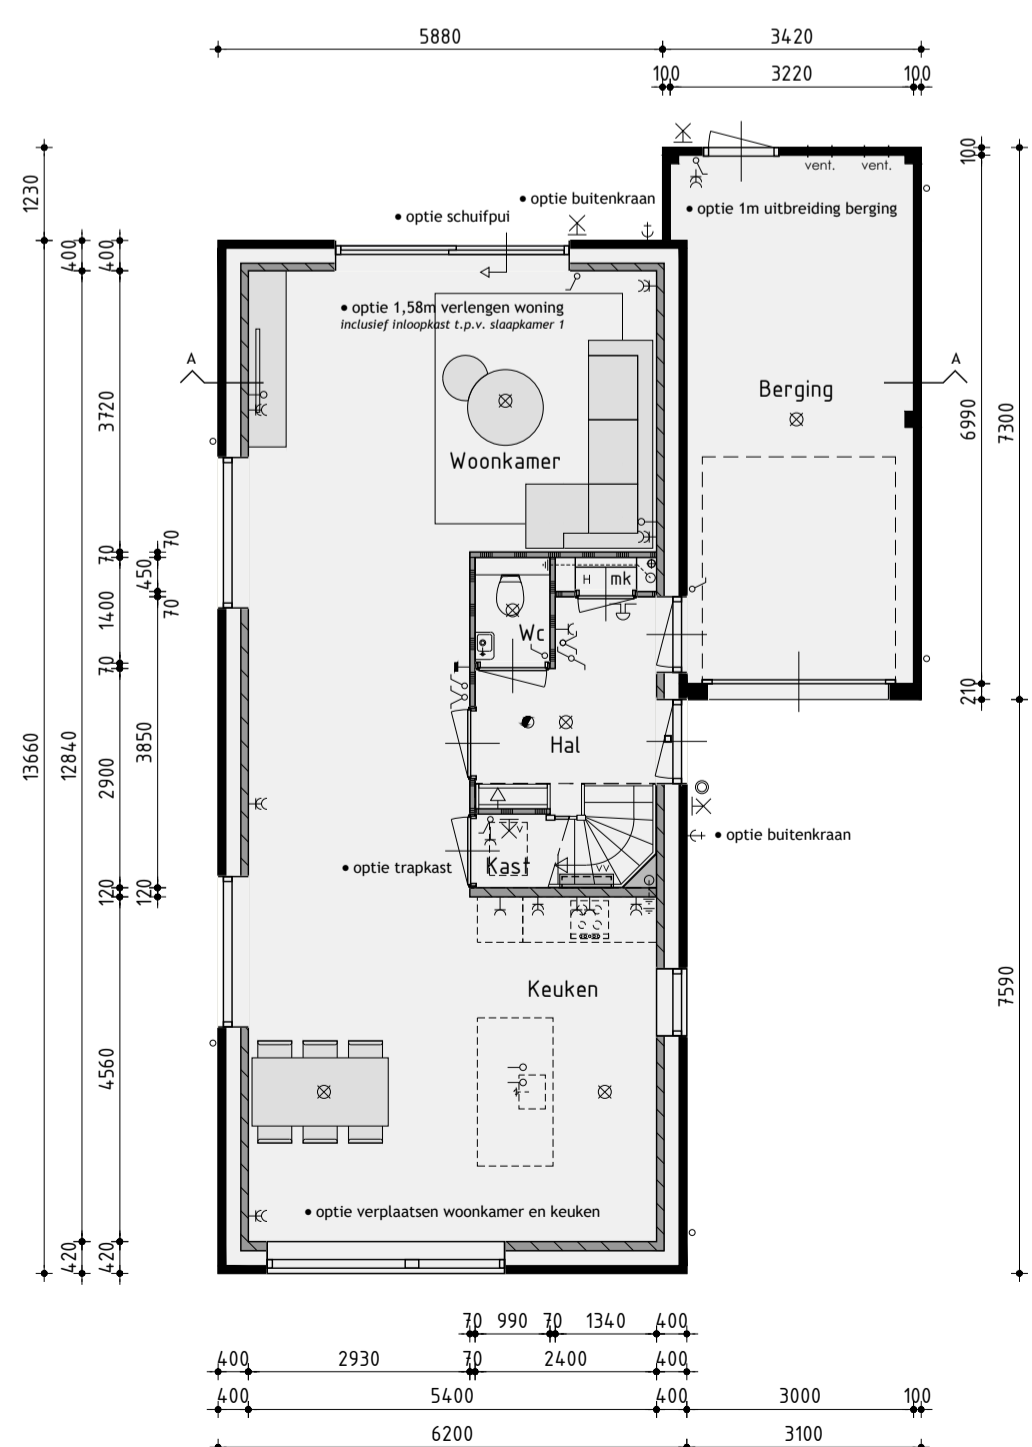 5880
3420
100
3220
100
1230
400
400
100
vent.
vent.
• optie buitenkraan
• optie schuifpui
• optie 1m uitbreiding berging
• optie 1,58m verlengen woning
inclusief inloopkast t.p.v. slaapkamer 1
A
A
Berging
3720
6990
7300
Woonkamer
70
70
450
H
mk
1400
70
Wc
70
210
13660
12840
2900
3850
Hal
• optie buitenkraan
• optie trapkast
Kast
120
120
Keuken
7590
4560
• optie verplaatsen woonkamer en keuken
420
420
70
990
70
1340
400
400
2930
70
2400
400
400
5400
400
3000
100
6200
3100